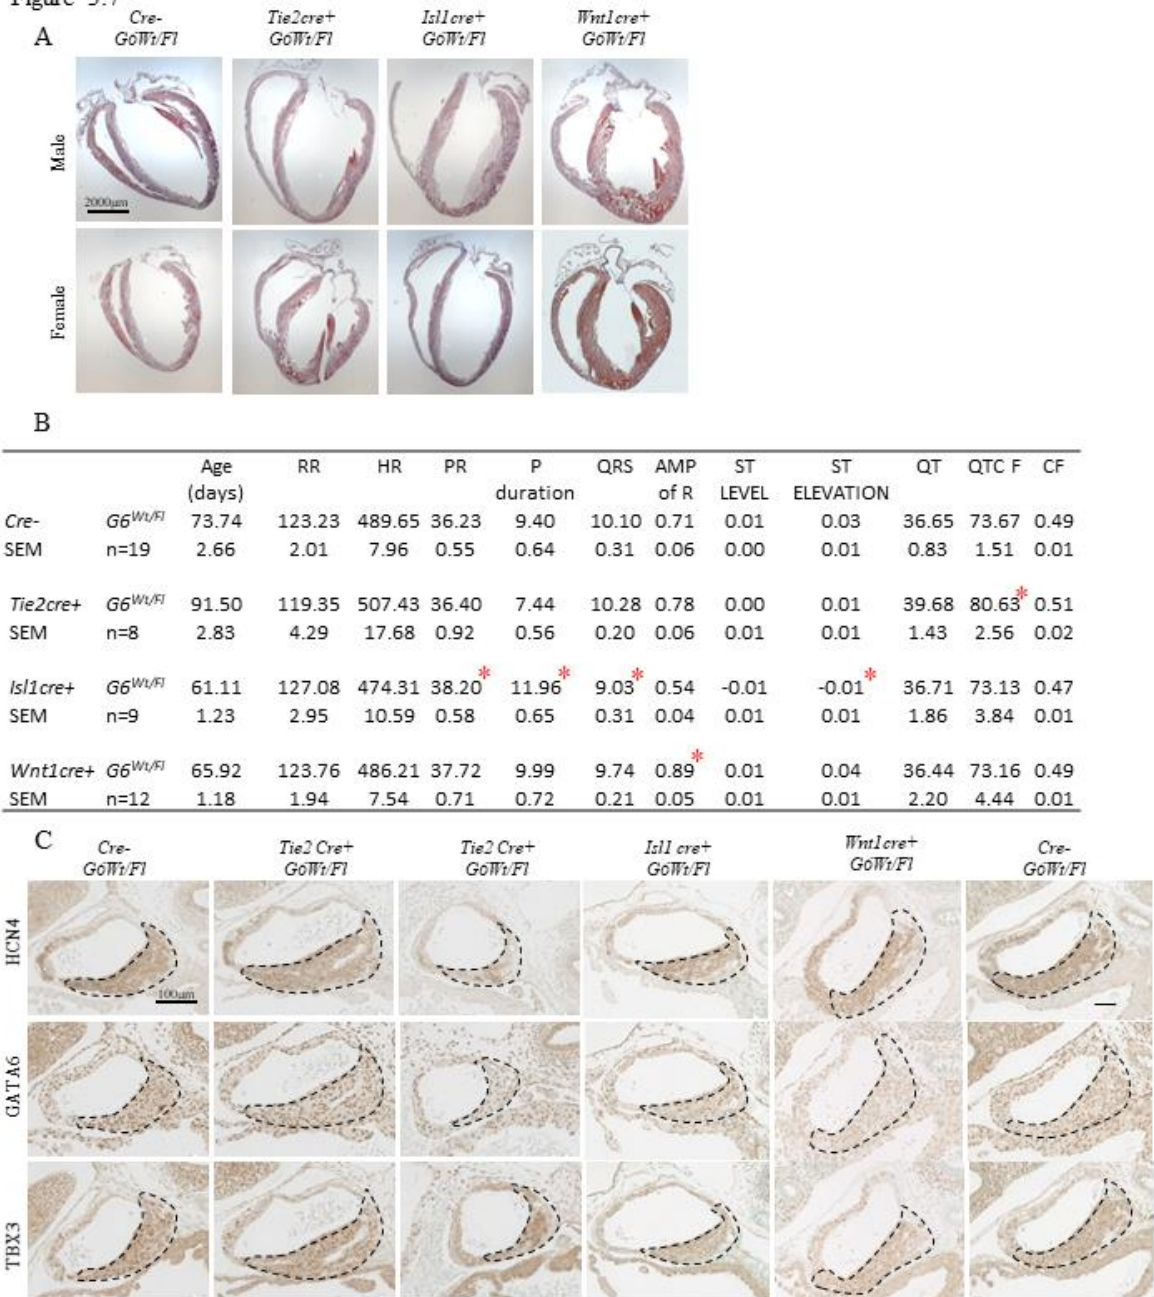 Figure 3.7
A
Cre- Tie2cre+ Isl1cre+ Wnt1cre+
G6Wt/Fl G6Wt/Fl G6Wt/Fl G6Wt/Fl
Male
2000µm
Female
B
Age RR HR PR P QRS AMP ST ST QT QTC F CF
(days) duration of R LEVEL ELEVATION
Cre- G6Wt/Fl 73.74 123.23 489.65 36.23 9.40 10.10 0.71 0.01 0.03 36.65 73.67 0.49
SEM n=19 2.66 2.01 7.96 0.55 0.64 0.31 0.06 0.00 0.01 0.83 1.51 0.01
Tie2cre+ G6Wt/Fl 91.50 119.35 507.43 36.40 7.44 10.28 0.78 0.00 0.01 39.68 80.63* 0.51
SEM n=8 2.83 4.29 17.68 0.92 0.56 0.20 0.06 0.01 0.01 1.43 2.56 0.02
Isl1cre+ G6Wt/Fl 61.11 127.08 474.31 38.20* 11.96* 9.03* 0.54 -0.01 -0.01* 36.71 73.13 0.47
SEM n=9 1.23 2.95 10.59 0.58 0.65 0.31 0.04 0.01 0.01 1.86 3.84 0.01
Wnt1cre+ G6Wt/Fl 65.92 123.76 486.21 37.72 9.99 9.74 0.89* 0.01 0.04 36.44 73.16 0.49
SEM n=12 1.18 1.94 7.54 0.71 0.72 0.21 0.05 0.01 0.01 2.20 4.44 0.01
C
Cre- Tie2 Cre+ Tie2 Cre+ Isl1 cre+ Wnt1cre+ Cre-
G6Wt/Fl G6Wt/Fl G6Wt/Fl G6Wt/Fl G6Wt/Fl G6Wt/Fl
HCN4
100µm
GATA6
TBX3